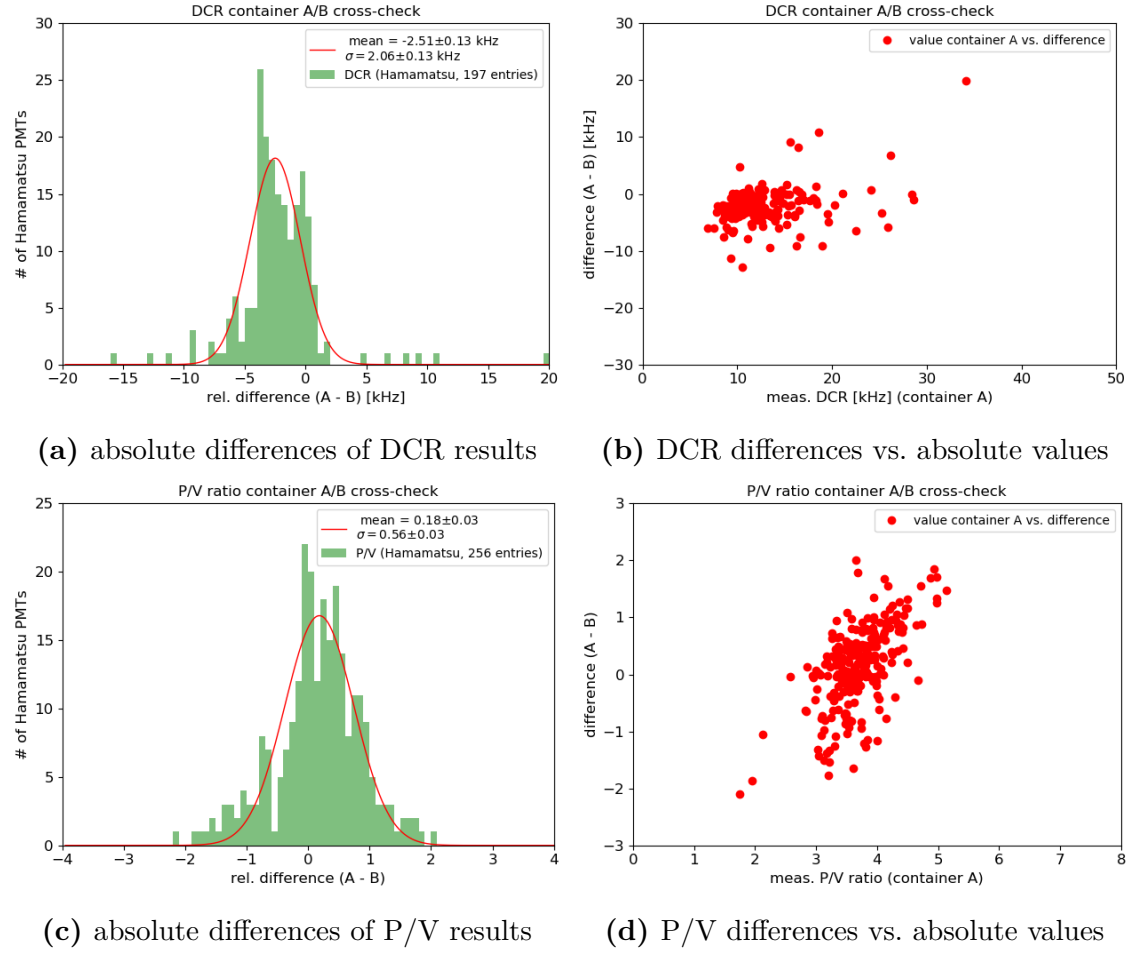 DCR container A/B cross-check
30
25
20
15
10
5
0
# of Hamamatsu PMTs
mean = -2.51±0.13 kHz
σ=2.06±0.13 kHz
DCR (Hamamatsu, 197 entries)
−20 −15 −10 −5 0 5 10 15 20
rel. difference (A - B) [kHz]
DCR container A/B cross-check
30
20
10
0
−10
−20
−30
difference (A - B) [kHz]
value container A vs. difference
0 10 20 30 40 50
meas. DCR [kHz] (container A)
(a) absolute differences of DCR results
(b) DCR differences vs. absolute values
P/V ratio container A/B cross-check
25
20
15
10
5
0
# of Hamamatsu PMTs
mean = 0.18±0.03
σ=0.56±0.03
P/V (Hamamatsu, 256 entries)
−4 −3 −2 −1 0 1 2 3 4
rel. difference (A - B)
P/V ratio container A/B cross-check
3
2
1
0
−1
−2
−3
difference (A - B)
value container A vs. difference
0 1 2 3 4 5 6 7 8
meas. P/V ratio (container A)
(c) absolute differences of P/V results
(d) P/V differences vs. absolute values